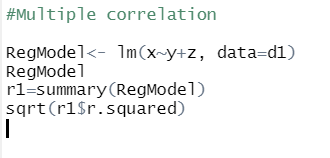 #Multiple correlation
RegModel<- lm(x~y+z, data=d1)
RegModel
r1=summary(RegModel)
sqrt(r1$r.squared)